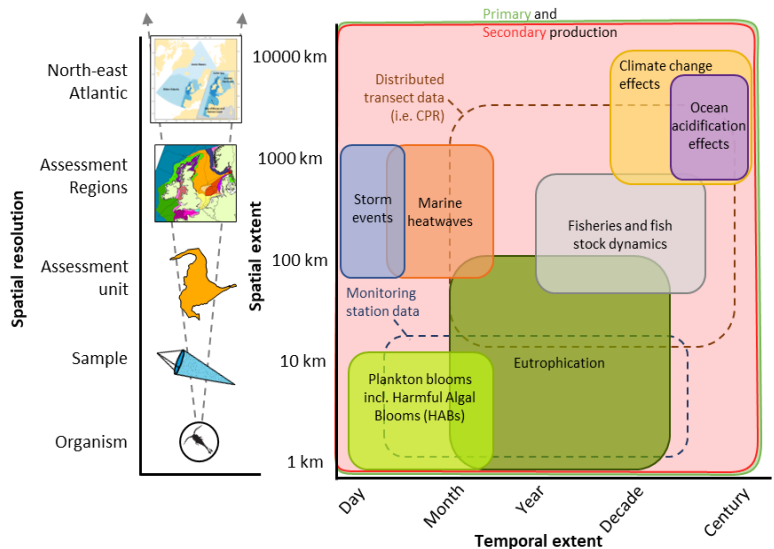 Primary and
Secondary production
Spatial resolution
North-east
Atlantic
Assessment
Regions
Assessment
unit
Sample
Organism
Spatial extent
10000 km
1000 km
100 km
10 km
1 km
Distributed
transect data
(i.e. CPR)
Climate change
effects
Ocean
acidification
effects
Storm
events
Marine
heatwaves
Fisheries and fish
stock dynamics
Monitoring
station data
Eutrophication
Plankton blooms
incl. Harmful Algal
Blooms (HABs)
Day
Month
Year
Decade
Century
Temporal extent